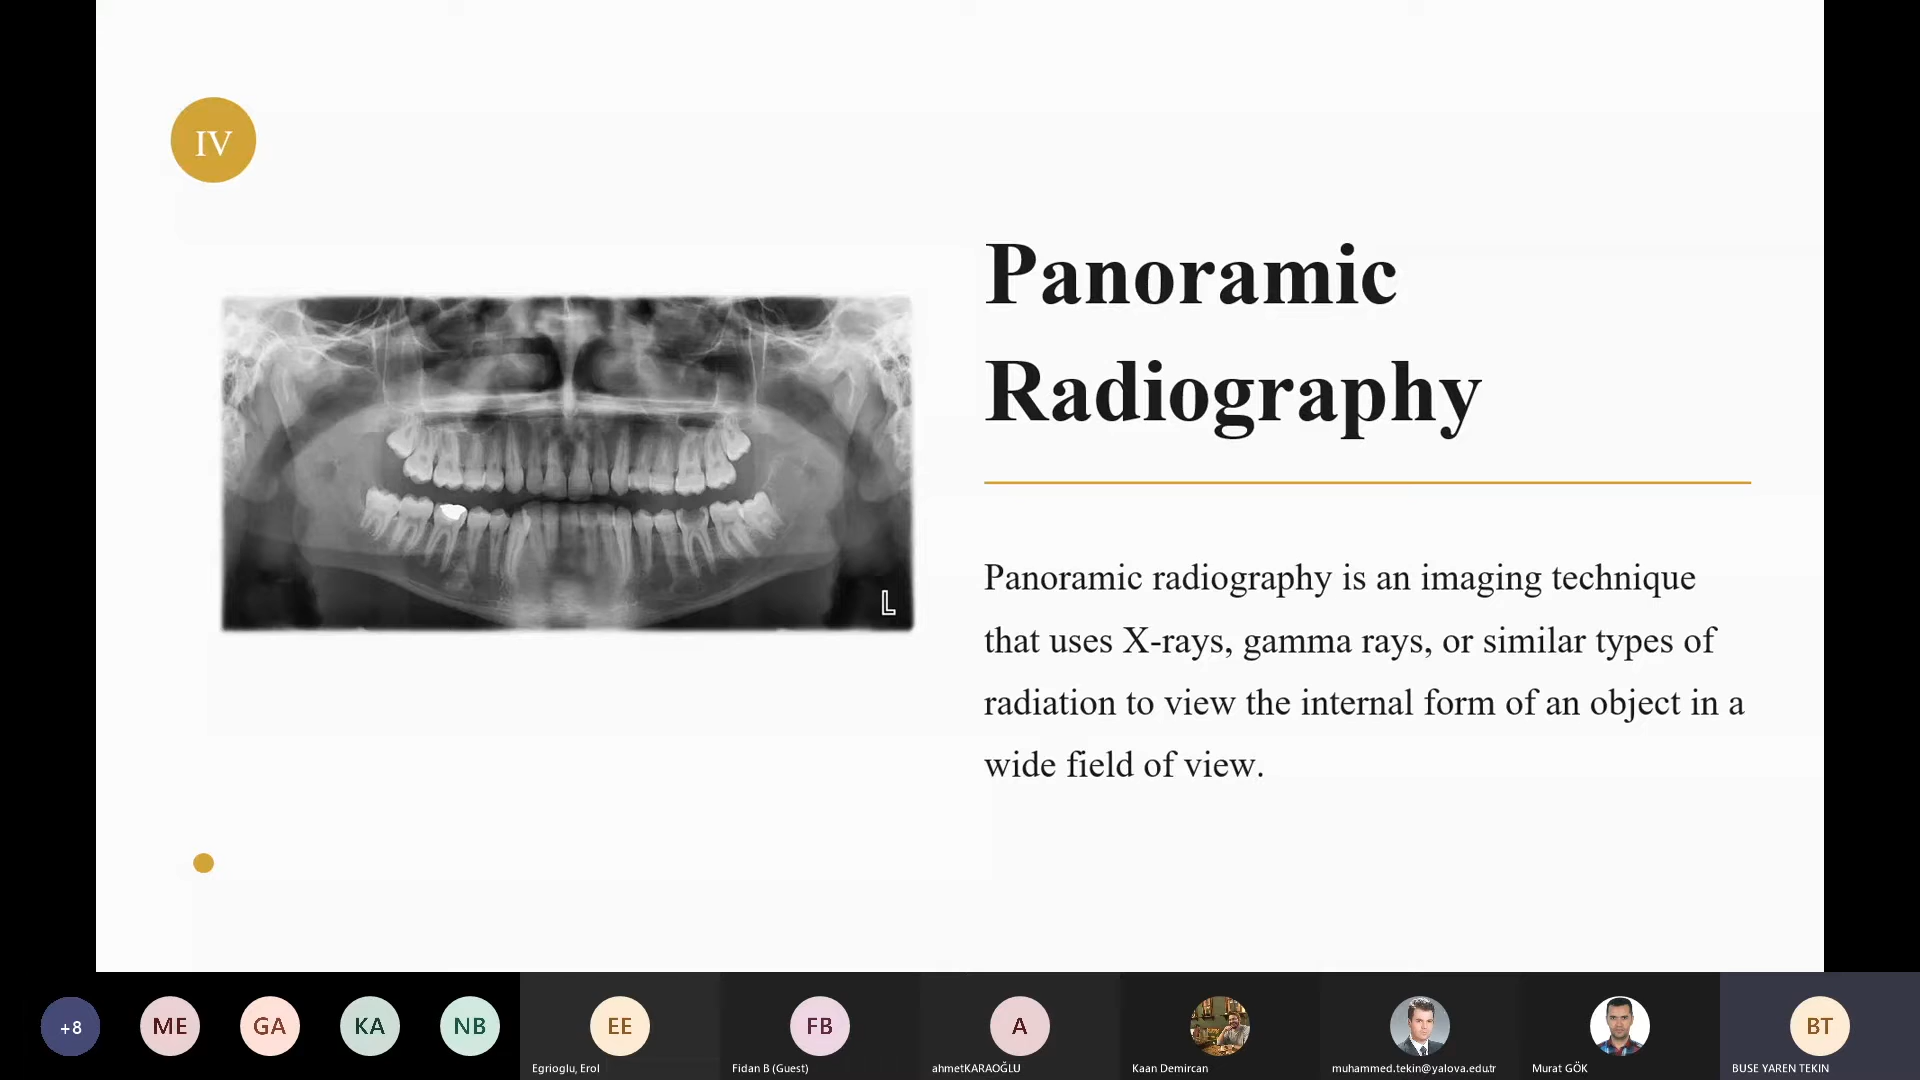 IV
Panoramic
Radiography
Panoramic radiography is an imaging technique
that uses X-rays, gamma rays, or similar types of
radiation to view the internal form of an object in a
wide field of view.
L
+8
ME
GA
KA
NB
EE
FB
A
BT
Egrioglu, Erol
Fidan B (Guest)
ahmetKARAOĞLU
Kaan Demircan
muhammed.tekin@yalova.edu.tr
Murat GÖK
BUSE YAREN TEKIN